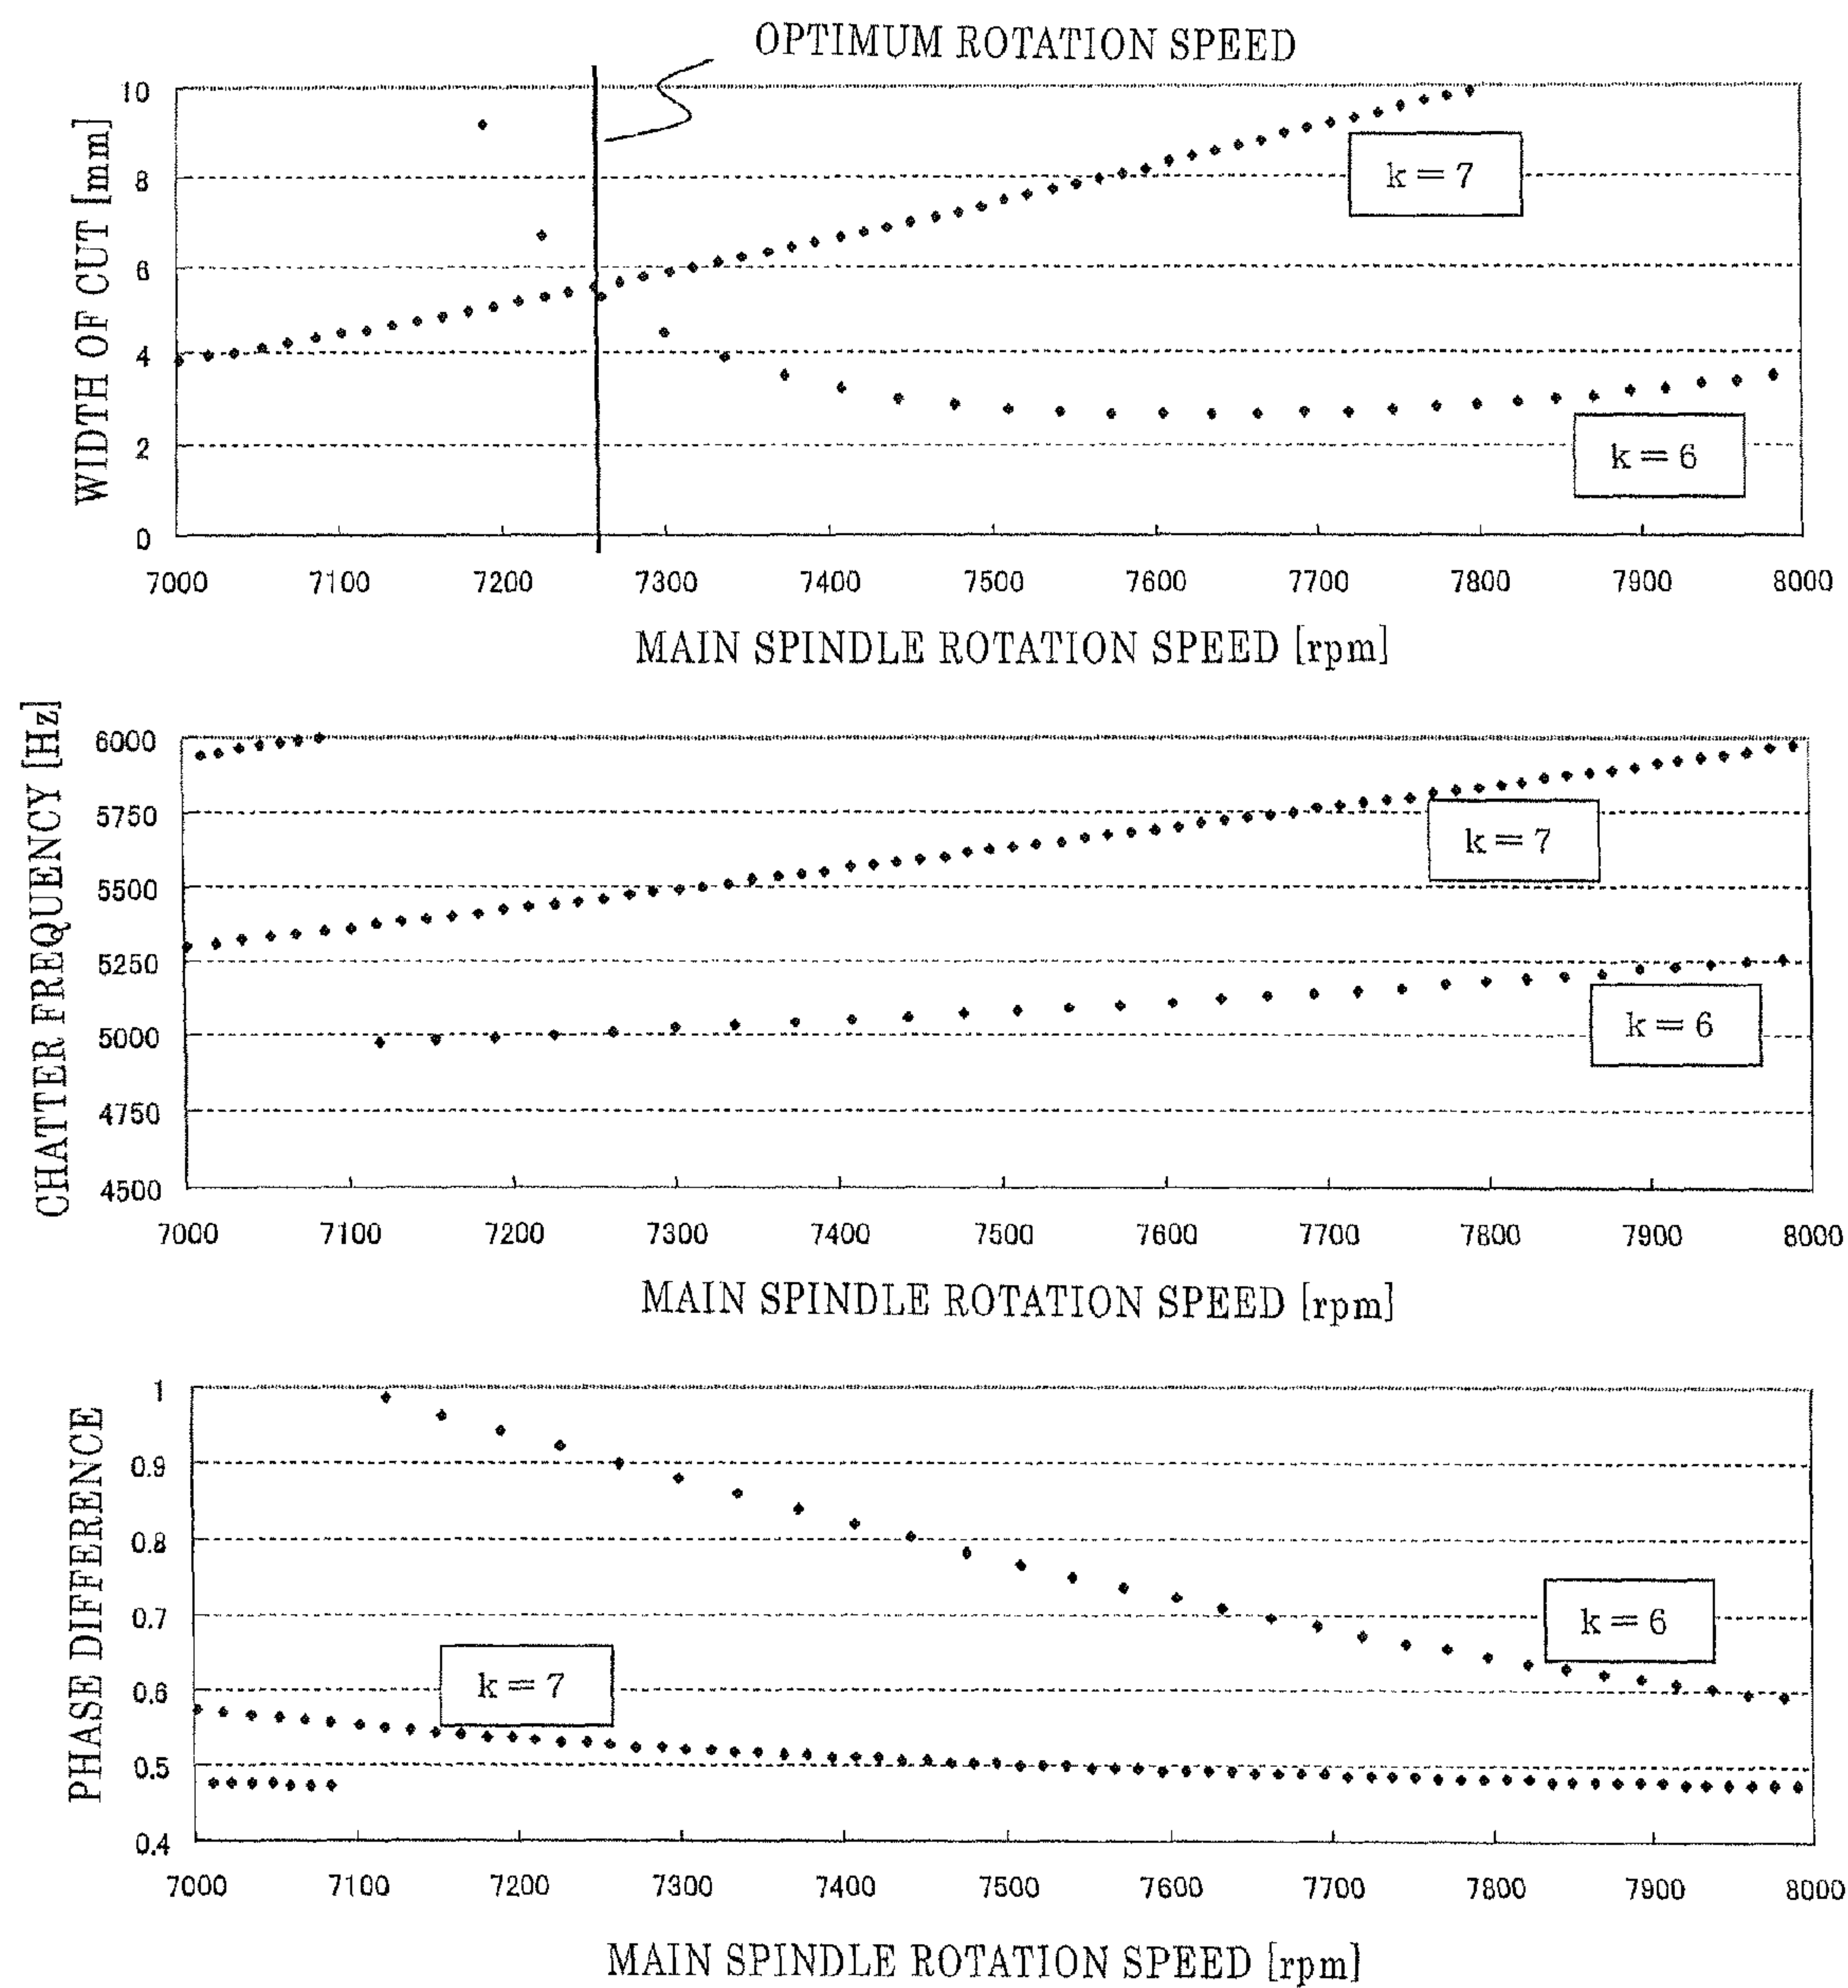 OPTIMUM ROTATION SPEED
WIDTH OF CUT [mm]
10
8
6
4
2
0
k = 7
k = 6
7000 7100 7200 7300 7400 7500 7600 7700 7800 7900 8000
MAIN SPINDLE ROTATION SPEED [rpm]
CHATTER FREQUENCY [Hz]
6000
5750
5500
5250
5000
4750
4500
k = 7
k = 6
7000 7100 7200 7300 7400 7500 7600 7700 7800 7900 8000
MAIN SPINDLE ROTATION SPEED [rpm]
PHASE DIFFERENCE
1
0.9
0.8
0.7
0.6
0.5
0.4
k = 6
k = 7
7000 7100 7200 7300 7400 7500 7600 7700 7800 7900 8000
MAIN SPINDLE ROTATION SPEED [rpm]